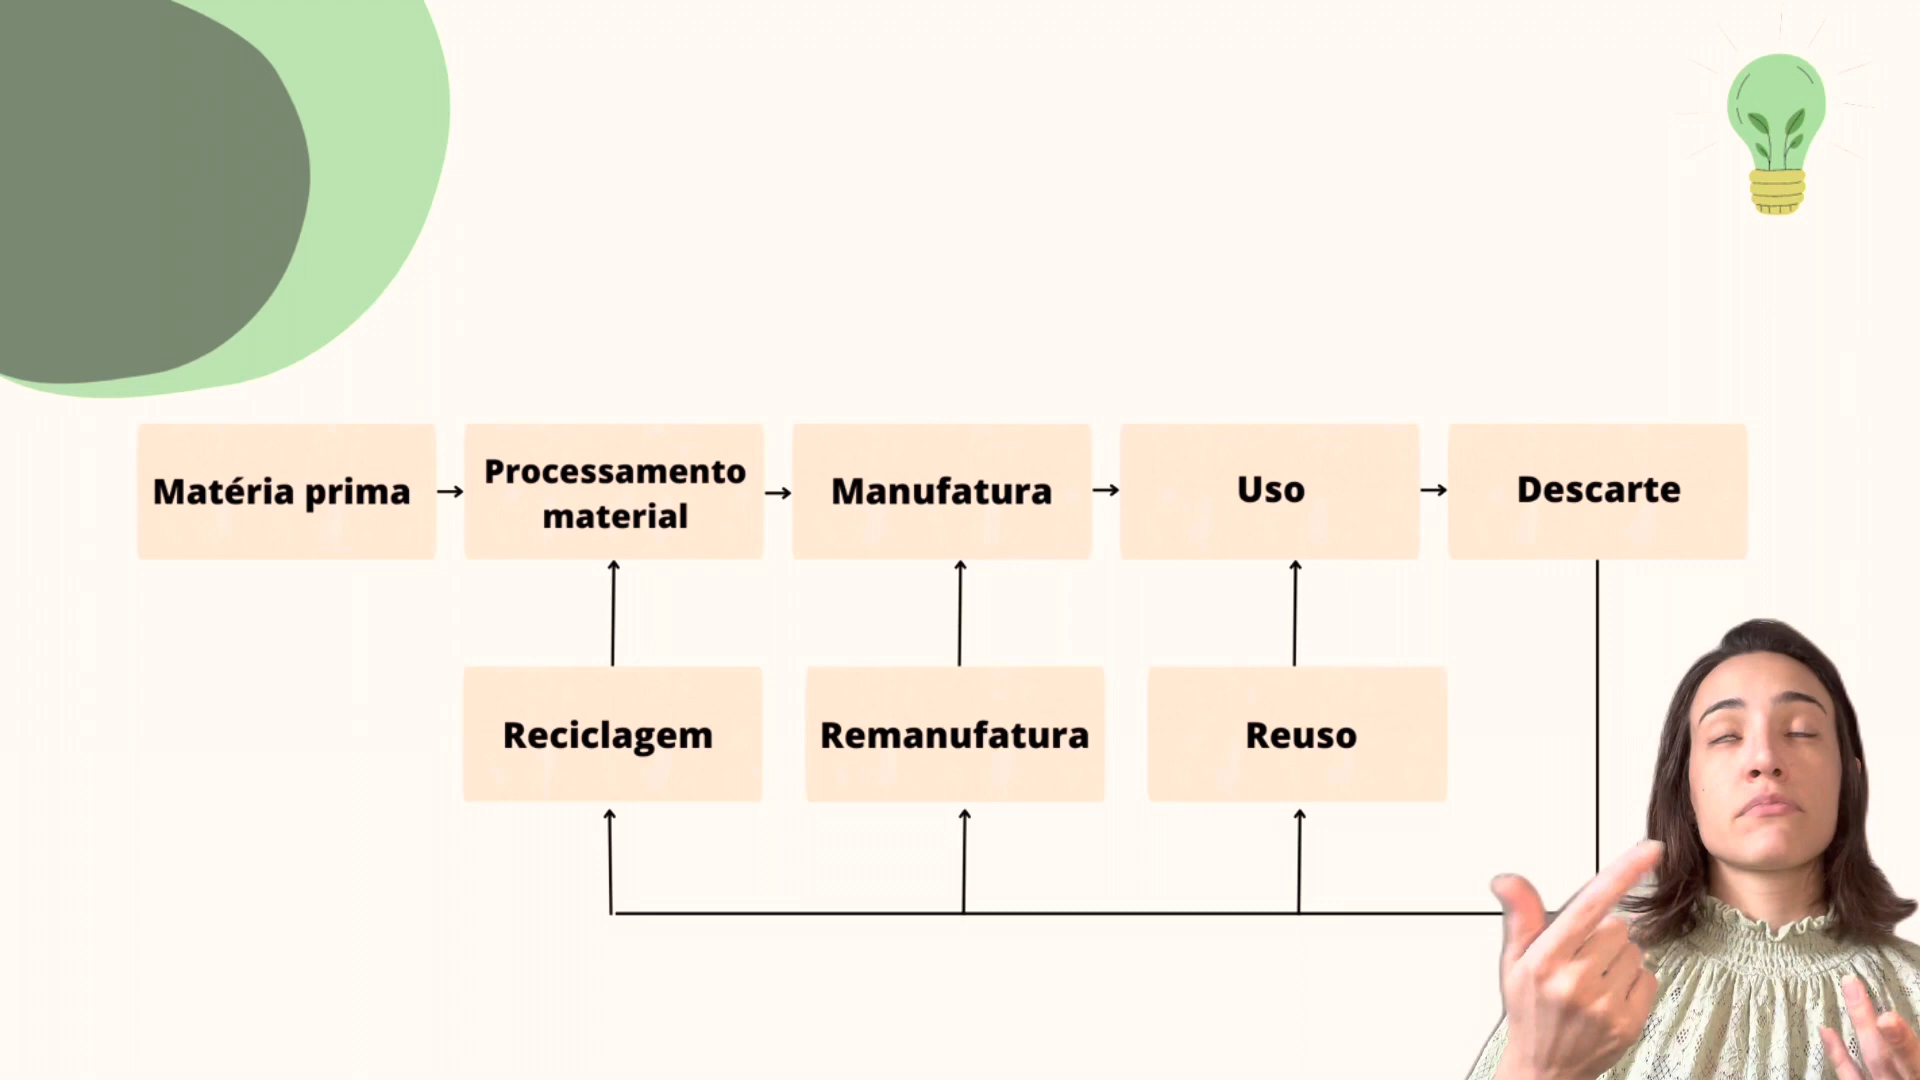 Matéria prima
Processamento
material
Manufatura
Uso
Descarte
Reciclagem
Remanufatura
Reuso